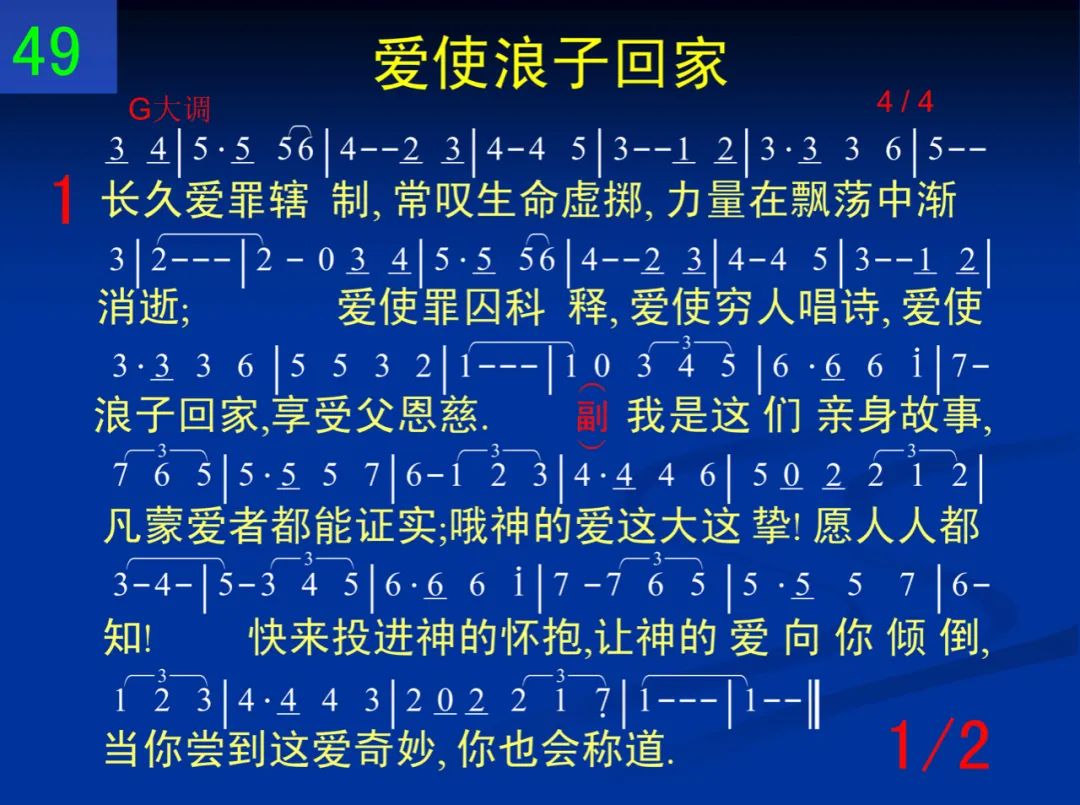 49
爱使浪子回家
G大调 4 / 4
3 4|5·5 56|4--2 3|4-4 5|3--1 2|3·3 3 6|5--
1 长久爱罪辖 制, 常叹生命虚掷, 力量在飘荡中渐
3|2---|2 - 0 3 4|5·5 56|4--2 3|4-4 5|3--1 2|
消逝; 爱使罪囚科 释, 爱使穷人唱诗, 爱使
3·3 3 6|5 5 3 2|1---|1 0 3 4 5|6 ·6 6 i|7-
浪子回家,享受父恩慈. (副) 我是这 们 亲身故事,
7 6 5|5·5 5 7|6-1 2 3|4·4 4 6| 5 0 2 2 1 2|
凡蒙爱者都能证实;哦神的爱这大这 挚! 愿人人都
3-4-|5-3 4 5|6·6 6 i|7 -7 6 5|5 ·5 5 7|6-
知! 快来投进神的怀抱,让神的 爱 向 你 倾 倒,
1 2 3|4·4 4 3|2 0 2 2 1 7̣|1---|1--‖
当你尝到这爱奇妙, 你也会称道.
1/2